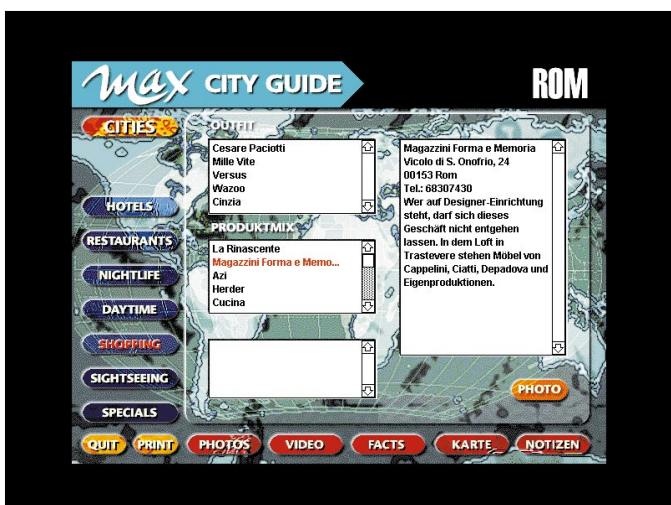 Max CITY GUIDE
ROM
CITIES
HOTELS
RESTAURANTS
NIGHTLIFE
DAYTIME
SHOPPING
SIGHTSEEING
SPECIALS
OUTFIT
Cesare Paciotti
Mille Vite
Versus
Wazoo
Cinzia
PRODUKTMIX
La Rinascente
Magazzini Forma e Memo...
Azi
Herder
Cucina
Magazzini Forma e Memoria
Vicolo di S. Onofrio, 24
00153 Rom
Tel.: 68307430
Wer auf Designer-Einrichtung
steht, darf sich dieses
Geschäft nicht entgehen
lassen. In dem Loft in
Trastevere stehen Möbel von
Cappelini, Ciatti, Depadova und
Eigenproduktionen.
PHOTO
QUIT
PRINT
PHOTOS
VIDEO
FACTS
KARTE
NOTIZEN